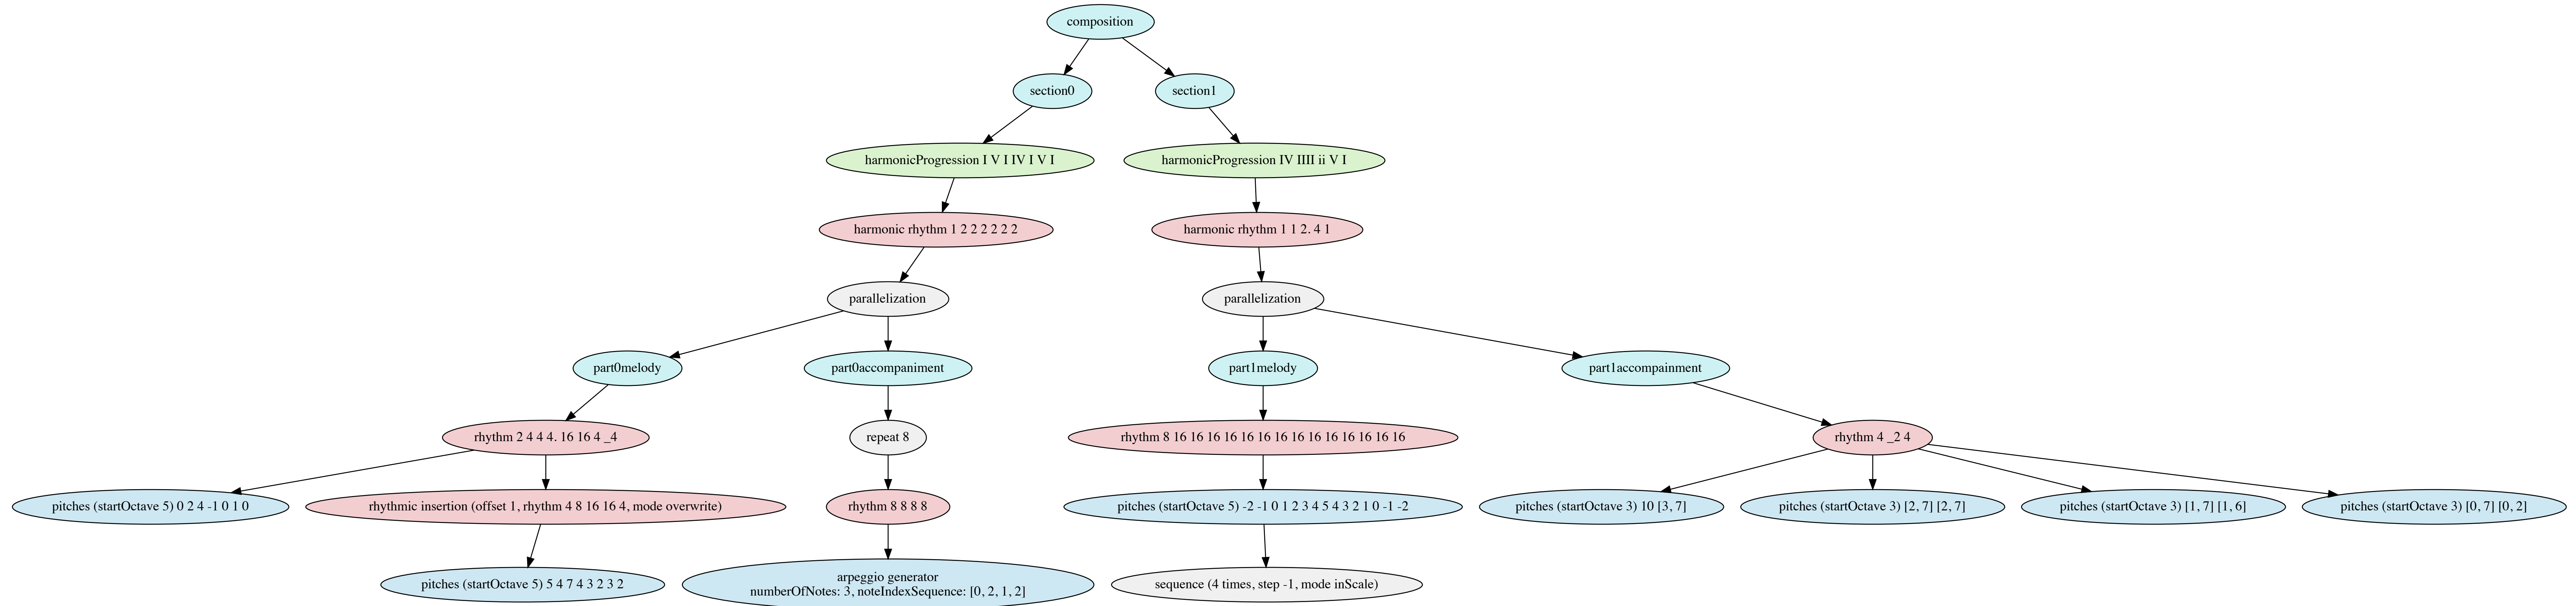 composition
section0
section1
harmonicProgression I V I IV I V I
harmonicProgression IV IIII ii V I
harmonic rhythm 1 2 2 2 2 2 2
harmonic rhythm 1 1 2. 4 1
parallelization
parallelization
part0melody
part0accompaniment
part1melody
part1accompainment
rhythm 2 4 4 4. 16 16 4 _4
repeat 8
rhythm 8 16 16 16 16 16 16 16 16 16 16 16 16 16 16
rhythm 4 _2 4
pitches (startOctave 5) 0 2 4 -1 0 1 0
rhythmic insertion (offset 1, rhythm 4 8 16 16 4, mode overwrite)
rhythm 8 8 8 8
pitches (startOctave 5) -2 -1 0 1 2 3 4 5 4 3 2 1 0 -1 -2
pitches (startOctave 3) 10 [3, 7]
pitches (startOctave 3) [2, 7] [2, 7]
pitches (startOctave 3) [1, 7] [1, 6]
pitches (startOctave 3) [0, 7] [0, 2]
pitches (startOctave 5) 5 4 7 4 3 2 3 2
arpeggio generator
numberOfNotes: 3, noteIndexSequence: [0, 2, 1, 2]
sequence (4 times, step -1, mode inScale)